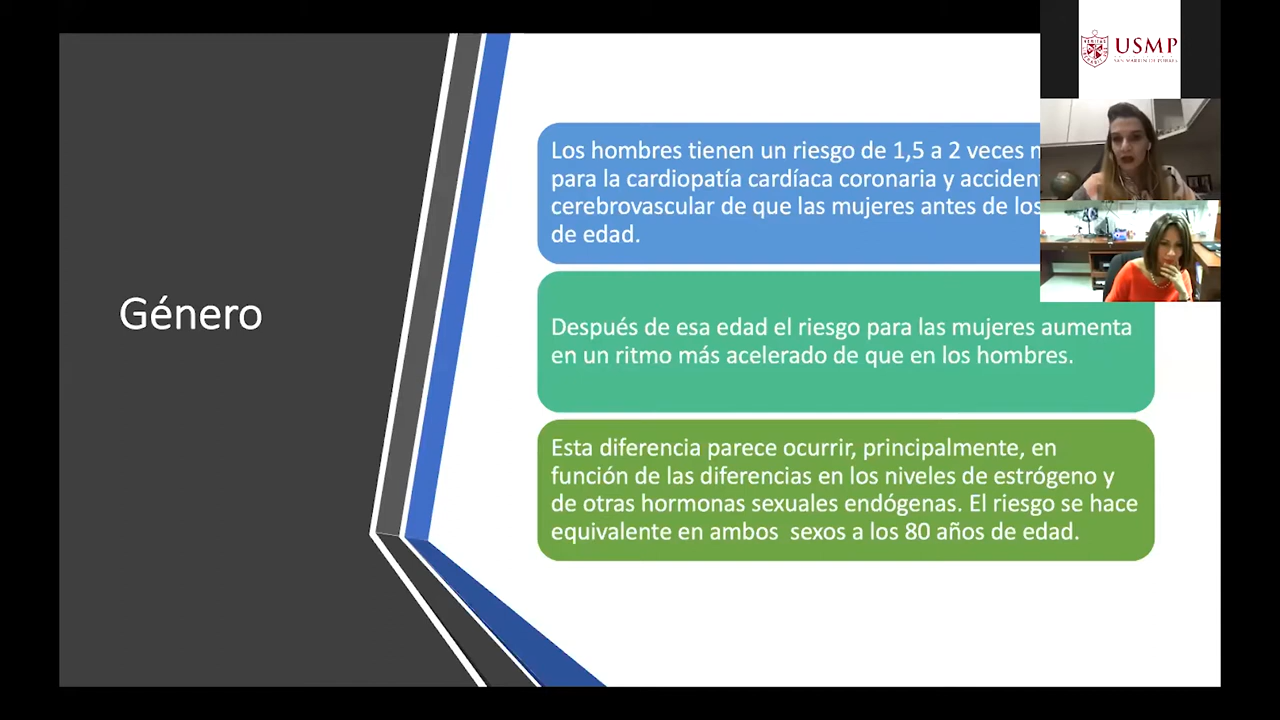 USMP
SAN MARTIN DE PORRES
Género
Los hombres tienen un riesgo de 1,5 a 2 veces
para la cardiopatía cardíaca coronaria y
cerebrovascular de que las mujeres antes de los
de edad.
Después de esa edad el riesgo para las mujeres aumenta
en un ritmo más acelerado de que en los hombres.
Esta diferencia parece ocurrir, principalmente, en
función de las diferencias en los niveles de estrógeno y
de otras hormonas sexuales endógenas. El riesgo se hace
equivalente en ambos sexos a los 80 años de edad.